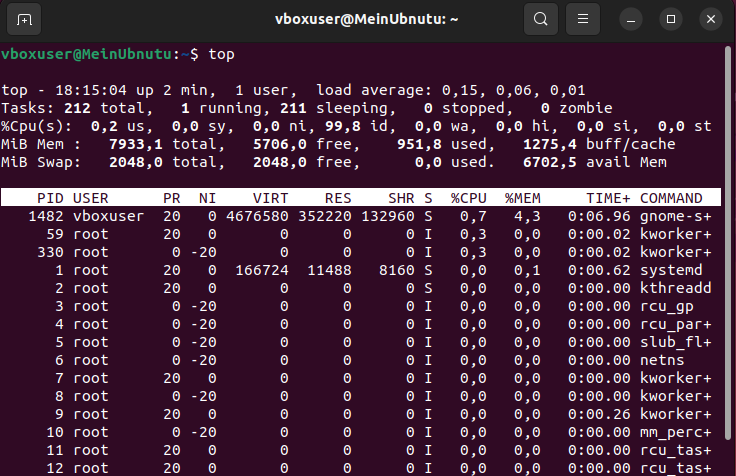 vboxuser@MeinUbnutu: ~
vboxuser@MeinUbnutu:~$ top
top - 18:15:04 up 2 min,  1 user,  load average: 0,15, 0,06, 0,01
Tasks: 212 total,   1 running, 211 sleeping,   0 stopped,   0 zombie
%Cpu(s):  0,2 us,  0,0 sy,  0,0 ni, 99,8 id,  0,0 wa,  0,0 hi,  0,0 si,  0,0 st
MiB Mem :   7933,1 total,   5706,0 free,    951,8 used,   1275,4 buff/cache
MiB Swap:   2048,0 total,   2048,0 free,      0,0 used.   6702,5 avail Mem
PID USER      PR  NI    VIRT    RES    SHR S  %CPU  %MEM     TIME+ COMMAND
1482 vboxuser  20   0 4676580 352220 132960 S   0,7   4,3   0:06.96 gnome-s+
59 root      20   0       0      0      0 I   0,3   0,0   0:00.02 kworker+
330 root       0 -20       0      0      0 I   0,3   0,0   0:00.02 kworker+
1 root      20   0  166724  11488   8160 S   0,0   0,1   0:00.62 systemd
2 root      20   0       0      0      0 S   0,0   0,0   0:00.00 kthreadd
3 root       0 -20       0      0      0 I   0,0   0,0   0:00.00 rcu_gp
4 root       0 -20       0      0      0 I   0,0   0,0   0:00.00 rcu_par+
5 root       0 -20       0      0      0 I   0,0   0,0   0:00.00 slub_fl+
6 root       0 -20       0      0      0 I   0,0   0,0   0:00.00 netns
7 root      20   0       0      0      0 I   0,0   0,0   0:00.00 kworker+
8 root       0 -20       0      0      0 I   0,0   0,0   0:00.00 kworker+
9 root      20   0       0      0      0 I   0,0   0,0   0:00.26 kworker+
10 root       0 -20       0      0      0 I   0,0   0,0   0:00.00 mm_perc+
11 root      20   0       0      0      0 I   0,0   0,0   0:00.00 rcu_tas+
12 root      20   0       0      0      0 I   0,0   0,0   0:00.00 rcu_tas+